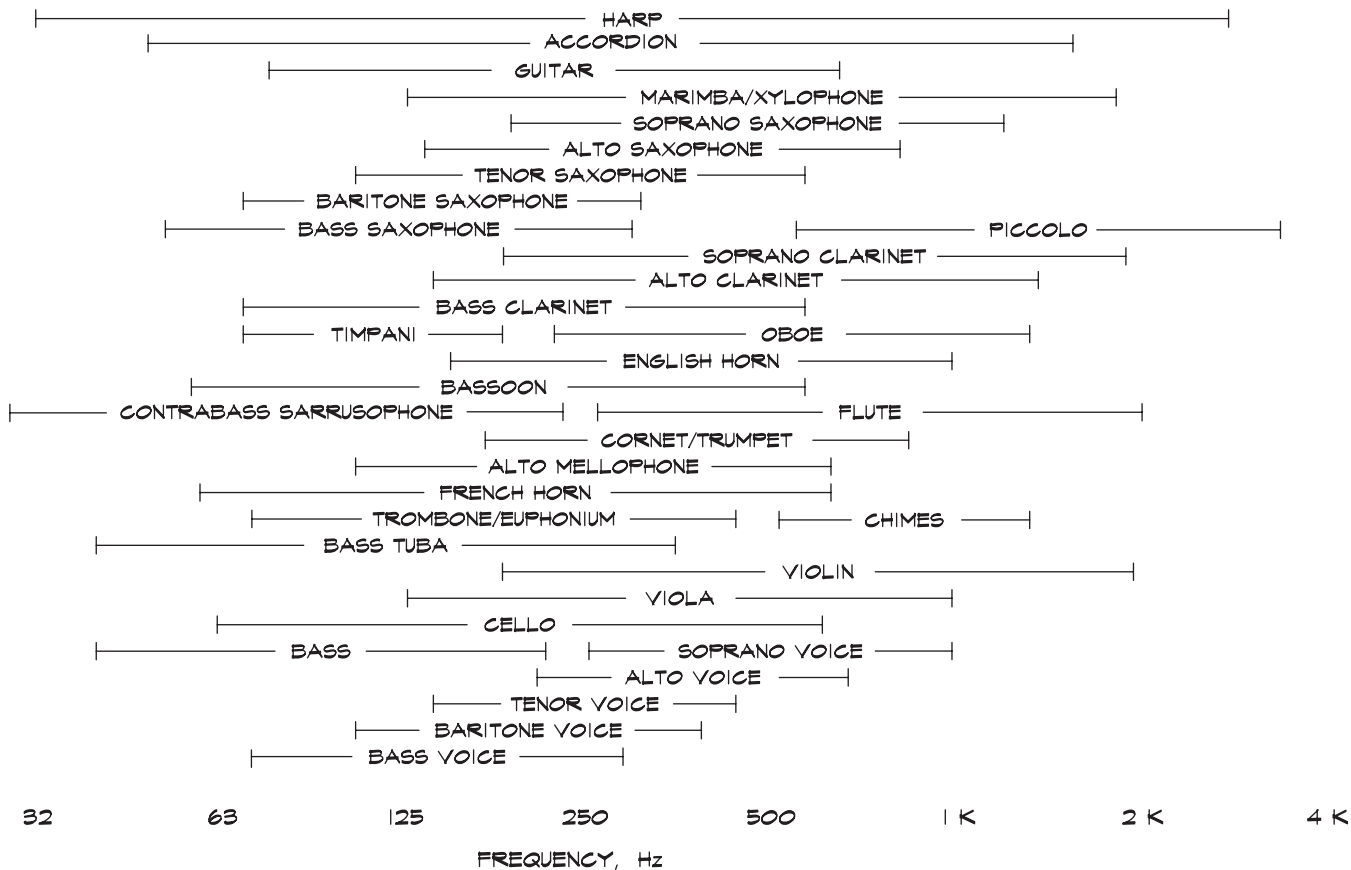 HARP
ACCORDION
GUITAR
MARIMBA/XYLOPHONE
SOPRANO SAXOPHONE
ALTO SAXOPHONE
TENOR SAXOPHONE
BARITONE SAXOPHONE
BASS SAXOPHONE PICCOLO
SOPRANO CLARINET
ALTO CLARINET
BASS CLARINET
TIMPANI OBOE
ENGLISH HORN
BASSOON
CONTRABASS SARRUSOPHONE FLUTE
CORNET/TRUMPET
ALTO MELLOPHONE
FRENCH HORN
TROMBONE/EUPHONIUM CHIMES
BASS TUBA
VIOLIN
VIOLA
CELLO
BASS SOPRANO VOICE
ALTO VOICE
TENOR VOICE
BARITONE VOICE
BASS VOICE
32 63 125 250 500 1 K 2 K 4 K
FREQUENCY, Hz